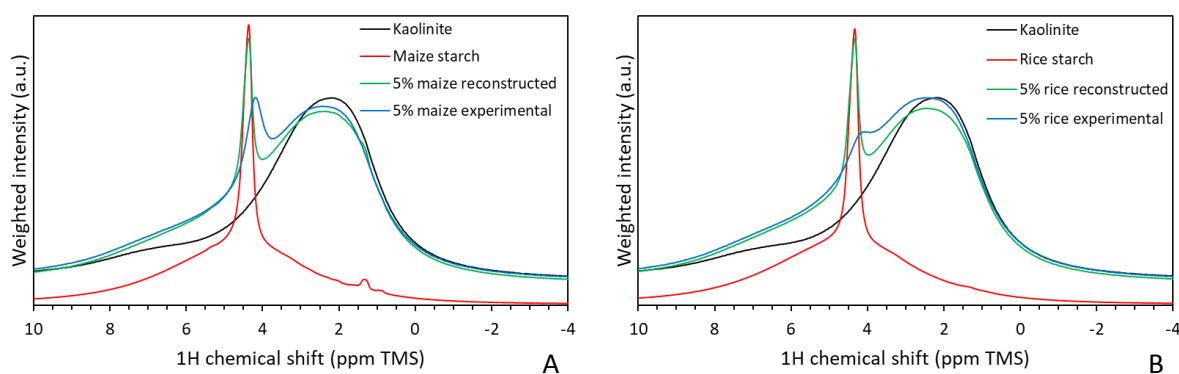 Weighted intensity (a.u.)
Kaolinite
Maize starch
5% maize reconstructed
5% maize experimental
10 8 6 4 2 0 -2 -4
1H chemical shift (ppm TMS)
A
Weighted intensity (a.u.)
Kaolinite
Rice starch
5% rice reconstructed
5% rice experimental
10 8 6 4 2 0 -2 -4
1H chemical shift (ppm TMS)
B